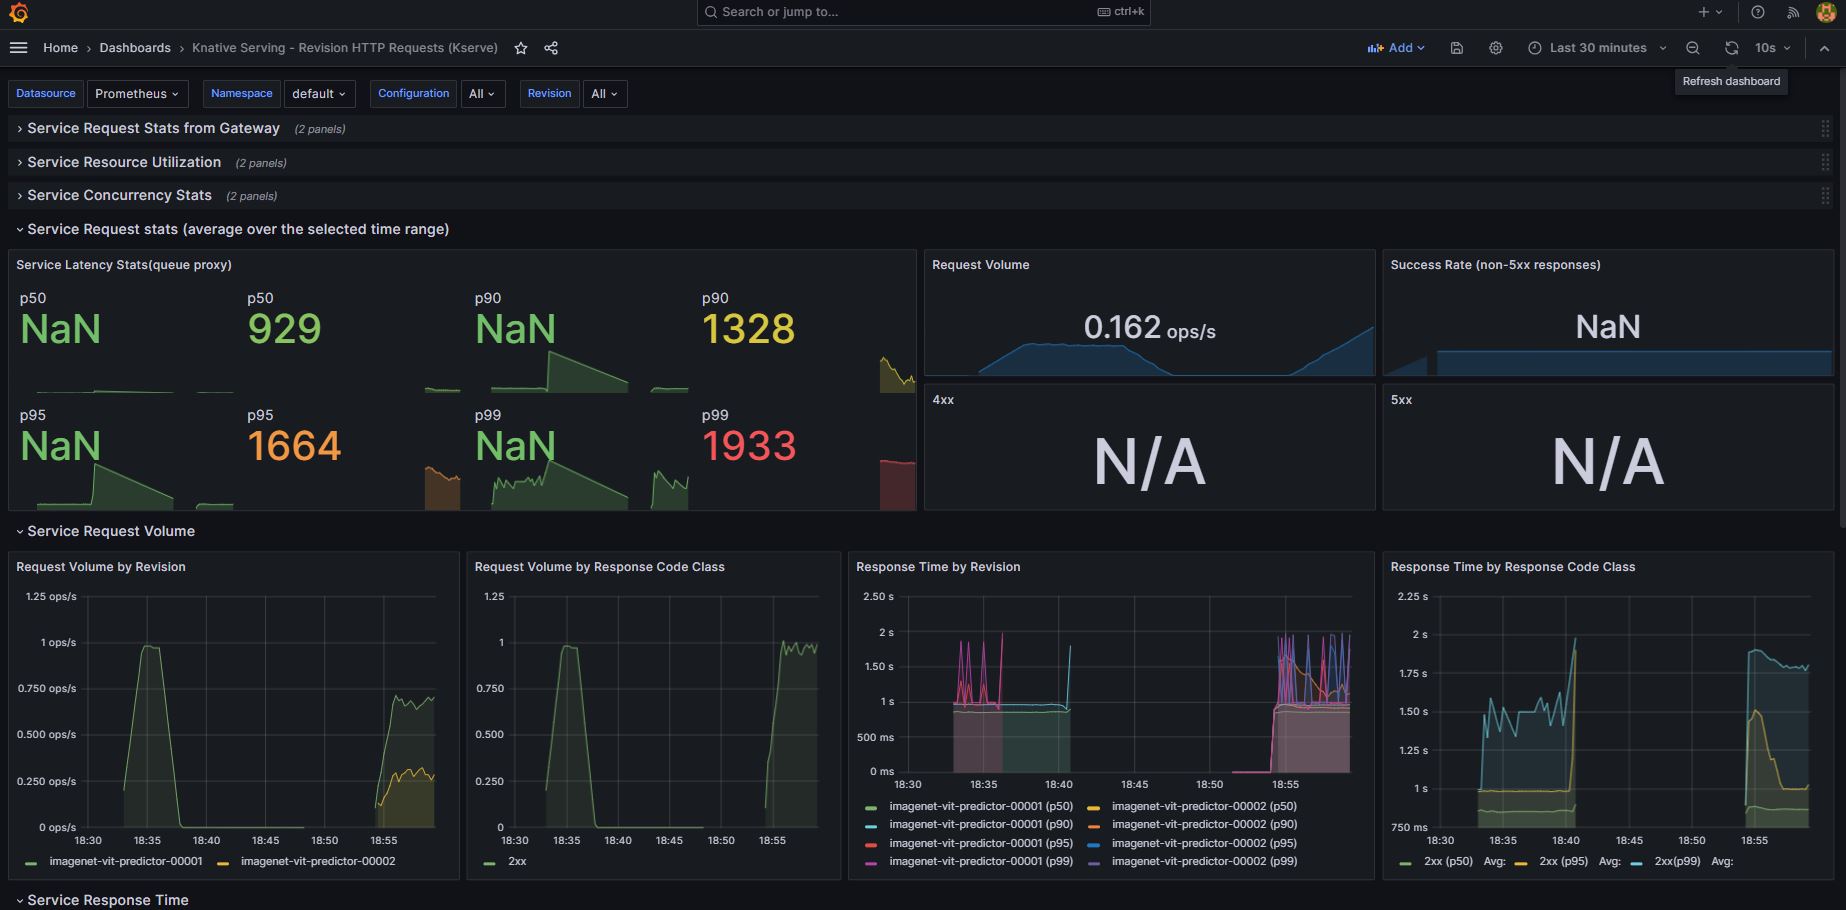 Search or jump to...
ctrl+k
Home › Dashboards › Knative Serving - Revision HTTP Requests (Kserve)
Add
Last 30 minutes
10s
Refresh dashboard
Datasource Prometheus Namespace default Configuration All Revision All
Service Request Stats from Gateway (2 panels)
Service Resource Utilization (2 panels)
Service Concurrency Stats (2 panels)
Service Request stats (average over the selected time range)
Service Latency Stats(queue proxy)
p50
NaN
p50
929
p90
NaN
p90
1328
p95
NaN
p95
1664
p99
NaN
p99
1933
Request Volume
0.162 ops/s
Success Rate (non-5xx responses)
NaN
4xx
N/A
5xx
N/A
Service Request Volume
Request Volume by Revision
1.25 ops/s
1 ops/s
0.750 ops/s
0.500 ops/s
0.250 ops/s
0 ops/s
18:30 18:35 18:40 18:45 18:50 18:55
imagenet-vit-predictor-00001 imagenet-vit-predictor-00002
Request Volume by Response Code Class
1.25
1
0.750
0.500
0.250
0
18:30 18:35 18:40 18:45 18:50 18:55
2xx
Response Time by Revision
2.50 s
2 s
1.50 s
1 s
500 ms
0 ms
18:30 18:35 18:40 18:45 18:50 18:55
imagenet-vit-predictor-00001 (p50) imagenet-vit-predictor-00002 (p50)
imagenet-vit-predictor-00001 (p90) imagenet-vit-predictor-00002 (p90)
imagenet-vit-predictor-00001 (p95) imagenet-vit-predictor-00002 (p95)
imagenet-vit-predictor-00001 (p99) imagenet-vit-predictor-00002 (p99)
Response Time by Response Code Class
2.25 s
2 s
1.75 s
1.50 s
1.25 s
1 s
750 ms
18:30 18:35 18:40 18:45 18:50 18:55
2xx (p50) Avg: 2xx (p95) Avg: 2xx(p99) Avg:
Service Response Time